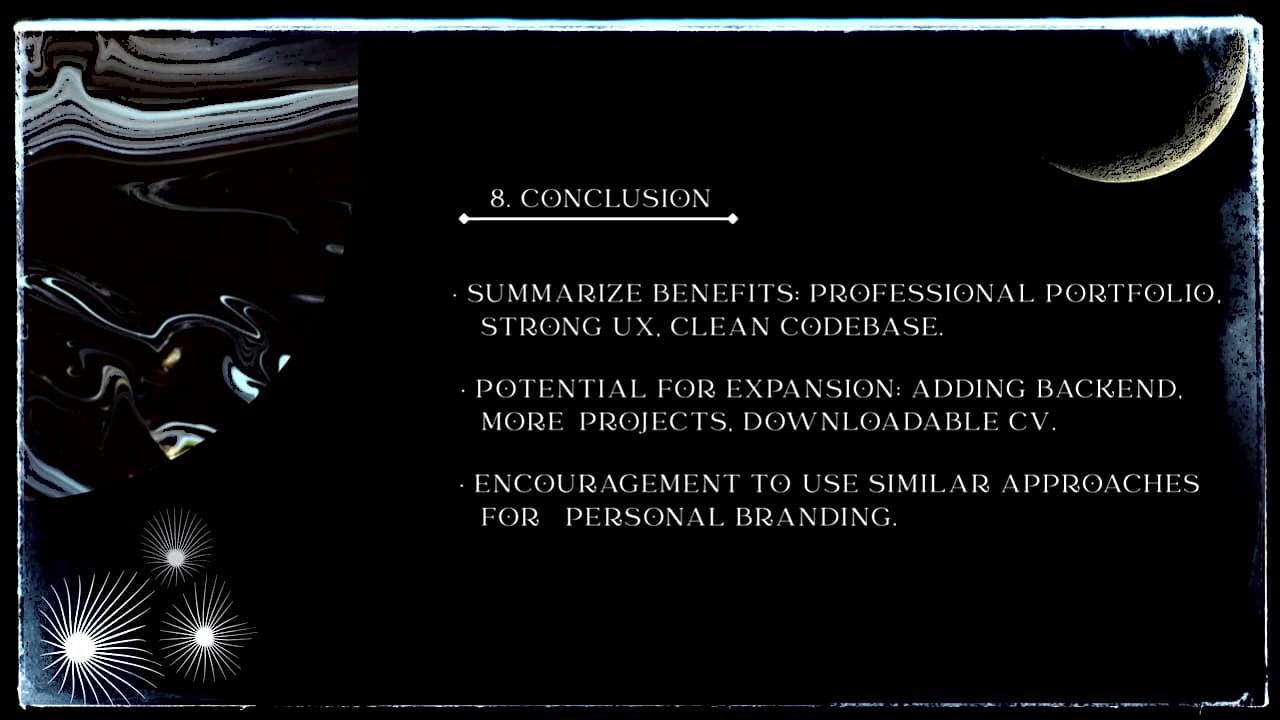 8. CONCLUSION
· SUMMARIZE BENEFITS: PROFESSIONAL PORTFOLIO,
STRONG UX, CLEAN CODEBASE.
· POTENTIAL FOR EXPANSION: ADDING BACKEND,
MORE PROJECTS, DOWNLOADABLE CV.
· ENCOURAGEMENT TO USE SIMILAR APPROACHES
FOR PERSONAL BRANDING.